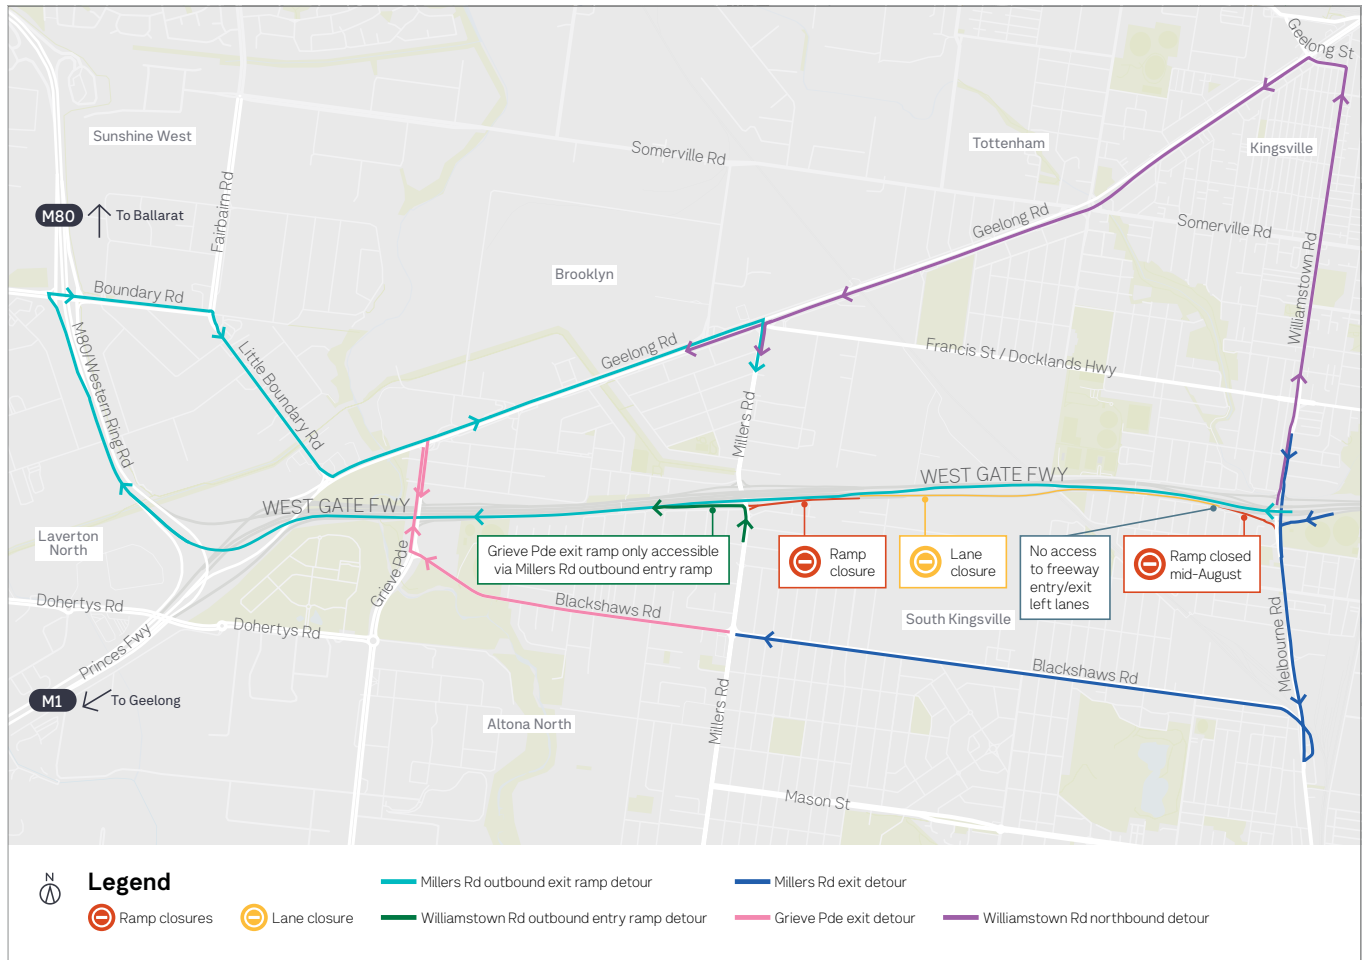 Geelong St
Sunshine West
Tottenham
Kingsville
Somerville Rd
Fairbairn Rd
M80
To Ballarat
Geelong Rd
Somerville Rd
Williamstown Rd
Brooklyn
Boundary Rd
M80/Western Ring Rd
Little Boundary Rd
Geelong Rd
Francis St / Docklands Hwy
Millers Rd
WEST GATE FWY
WEST GATE FWY
Laverton
North
Grieve Pde exit ramp only accessible
via Millers Rd outbound entry ramp
Ramp
closure
Lane
closure
No access
to freeway
entry/exit
left lanes
Ramp closed
mid-August
Grieve Pde
Blackshaws Rd
South Kingsville
Melbourne Rd
Dohertys Rd
Dohertys Rd
Princes Fwy
Blackshaws Rd
M1
To Geelong
Altona North
Millers Rd
Mason St
N
Legend
Millers Rd outbound exit ramp detour
Millers Rd exit detour
Ramp closures
Lane closure
Williamstown Rd outbound entry ramp detour
Grieve Pde exit detour
Williamstown Rd northbound detour